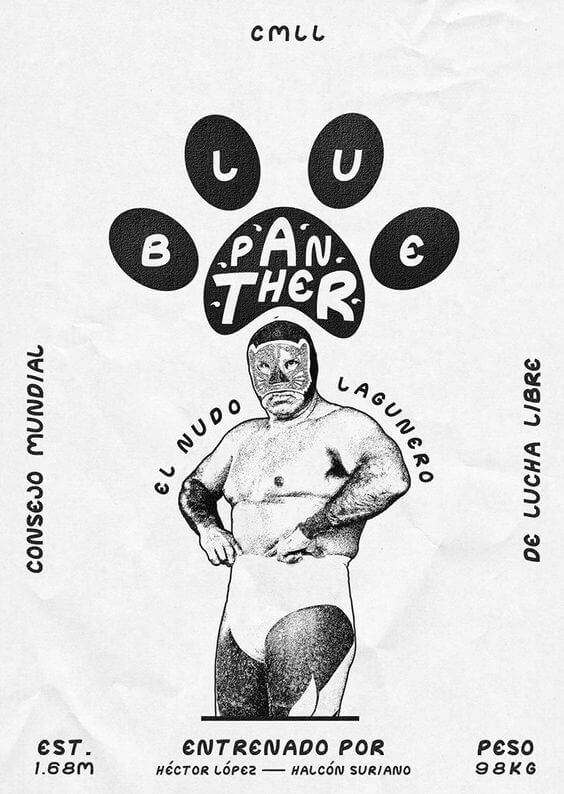 CMLL
BLUE
PAN
THER
EL NUDO LAGUNERO
CONSEJO MUNDIAL
DE LUCHA LIBRE
EST.
1.68M
ENTRENADO POR
HÉCTOR LÓPEZ — HALCÓN SURIANO
PESO
98KG